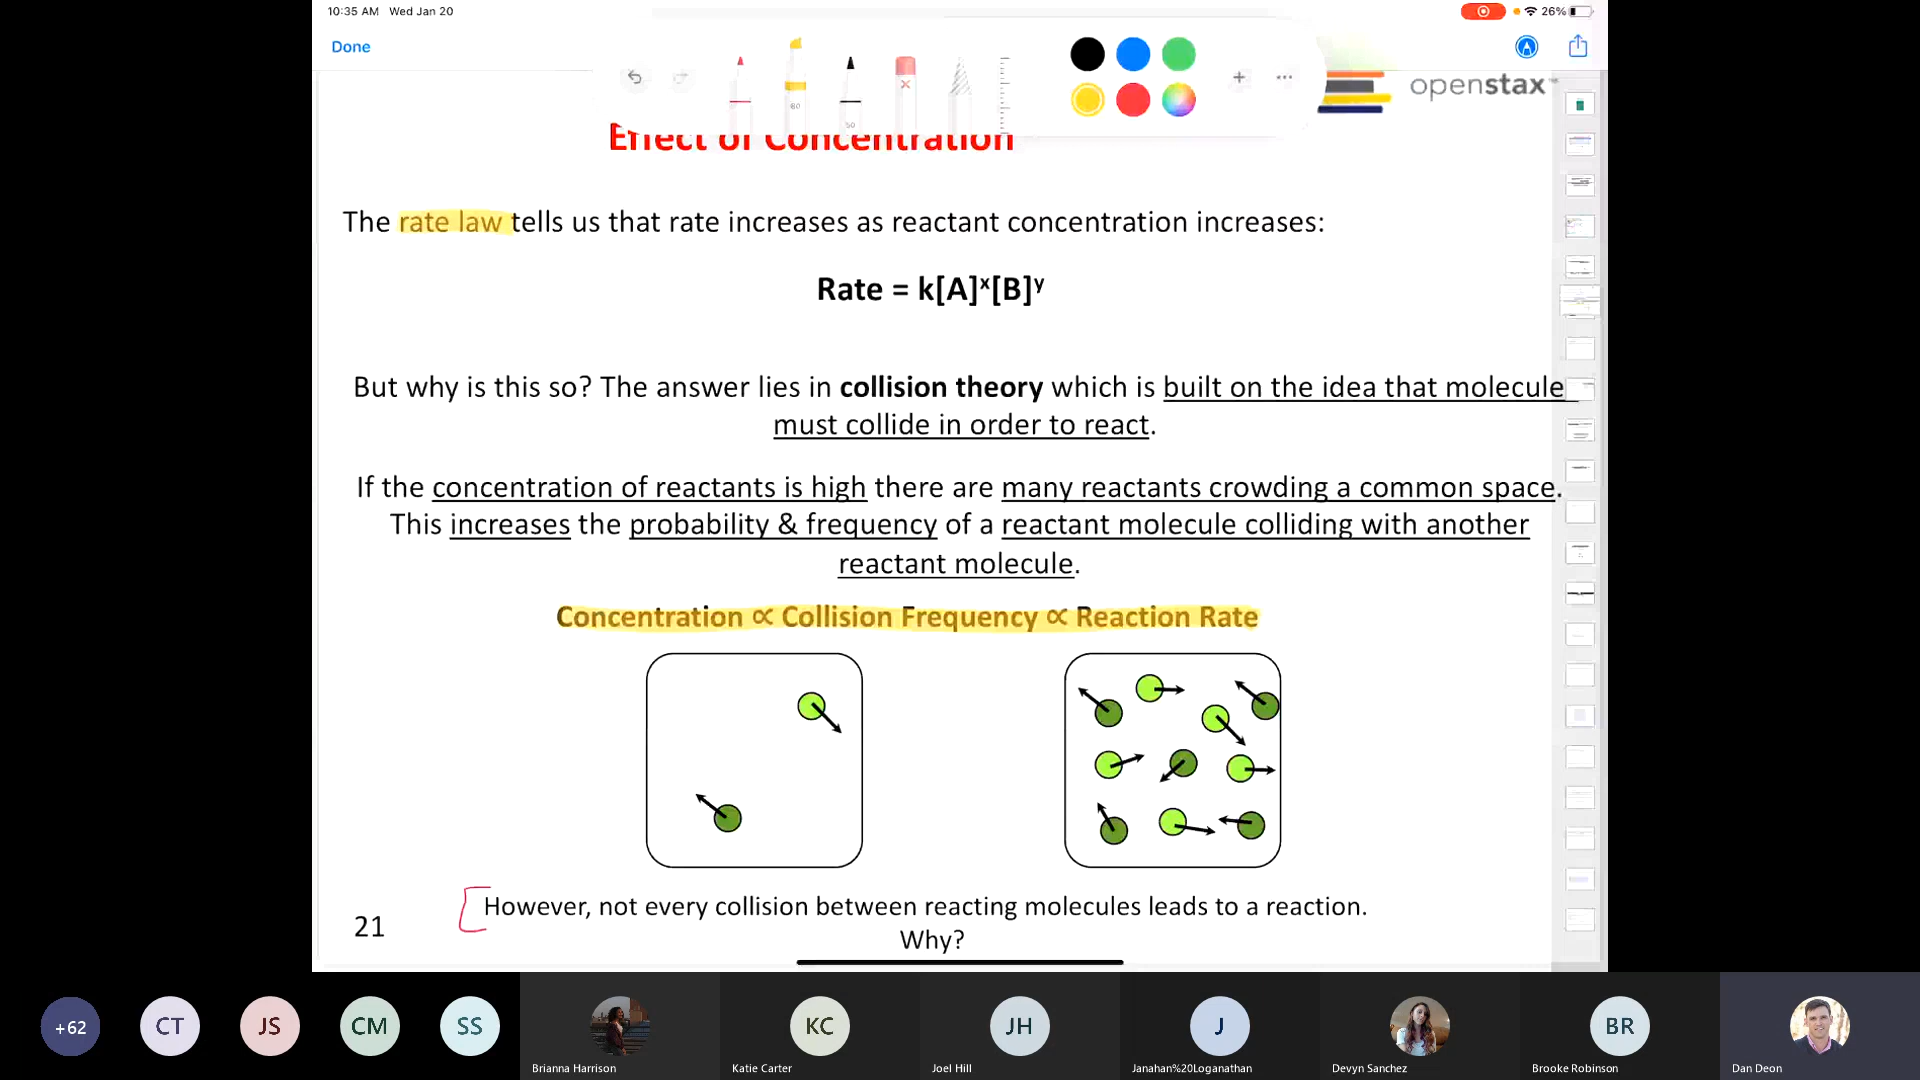 10:35 AM Wed Jan 20
26%
Done
80
50
openstax™
Effect of Concentration
The rate law tells us that rate increases as reactant concentration increases:
Rate = k[A]ˣ[B]ʸ
But why is this so? The answer lies in collision theory which is built on the idea that molecule
must collide in order to react.
If the concentration of reactants is high there are many reactants crowding a common space.
This increases the probability & frequency of a reactant molecule colliding with another
reactant molecule.
Concentration ∝ Collision Frequency ∝ Reaction Rate
However, not every collision between reacting molecules leads to a reaction.
Why?
21
+62
CT
JS
CM
SS
Brianna Harrison
KC
Katie Carter
JH
Joel Hill
J
Janahan%20Loganathan
Devyn Sanchez
BR
Brooke Robinson
Dan Deon